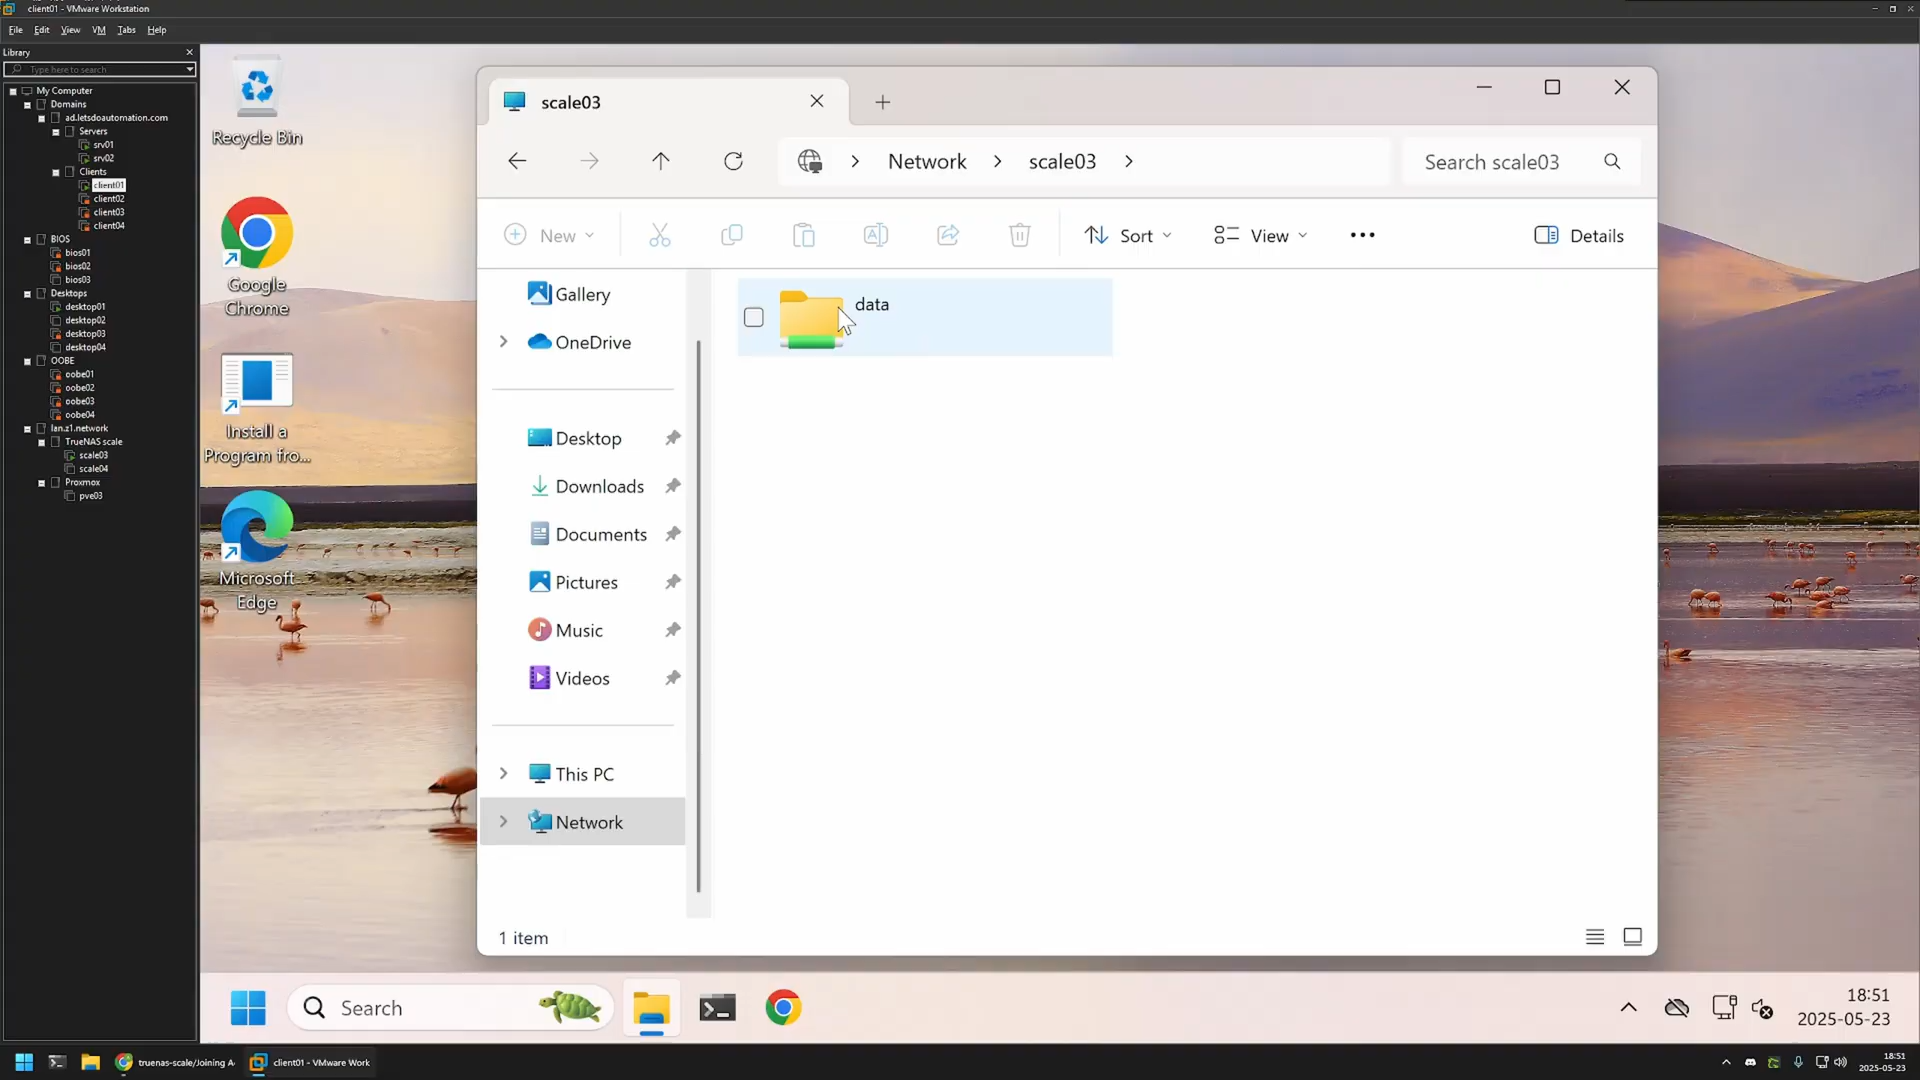 client01 - VMware Workstation
File Edit View VM Tabs Help
Library
Type here to search
My Computer
Domains
ad.letsdoautomation.com
Servers
srv01
srv02
Clients
client01
client02
client03
client04
BIOS
bios01
bios02
bios03
Desktops
desktop01
desktop02
desktop03
desktop04
OOBE
oobe01
oobe02
oobe03
oobe04
lan.z1.network
TrueNAS scale
scale03
scale04
Proxmox
pve03
Recycle Bin
Google
Chrome
Install a
Program fro...
Microsoft
Edge
scale03
Network scale03
Search scale03
New
Sort
View
Details
Gallery
OneDrive
Desktop
Downloads
Documents
Pictures
Music
Videos
This PC
Network
data
1 item
Search
18:51
2025-05-23
truenas-scale/Joining A
client01 - VMware Work
18:51
2025-05-23